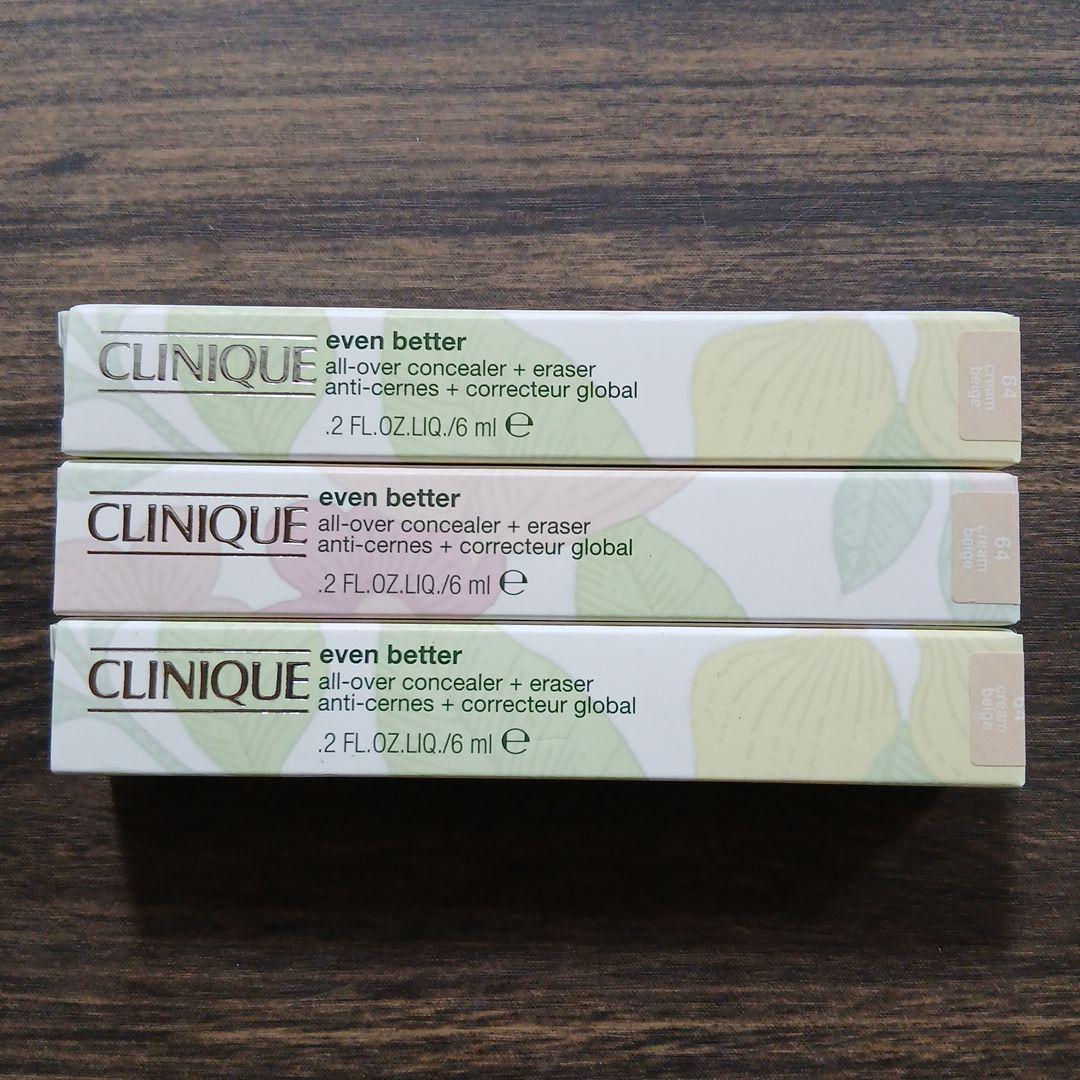 CLINIQUE
even better
all-over concealer + eraser
anti-cernes + correcteur global
.2 FL.OZ.LIQ./6 ml ℮
64
cream
beige
CLINIQUE
even better
all-over concealer + eraser
anti-cernes + correcteur global
.2 FL.OZ.LIQ./6 ml ℮
64
cream
beige
CLINIQUE
even better
all-over concealer + eraser
anti-cernes + correcteur global
.2 FL.OZ.LIQ./6 ml ℮
64
cream
beige